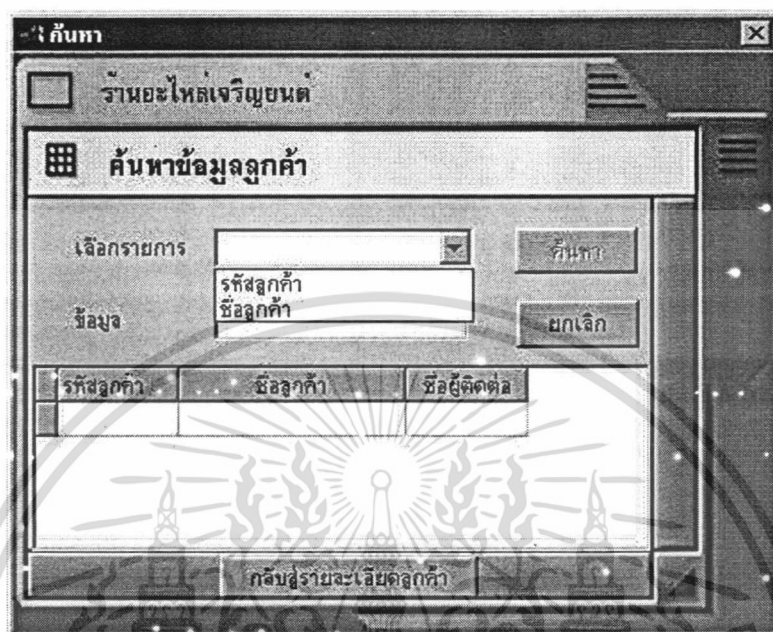 ค้นหา
ร้านอะไหล่เจริญยนต์
ค้นหาข้อมูลลูกค้า
เลือกรายการ
ค้นหา
รหัสลูกค้า
ชื่อลูกค้า
ข้อมูล
ยกเลิก
รหัสลูกค้า ชื่อลูกค้า ชื่อผู้ติดต่อ
กลับสู่รายละเอียดลูกค้า